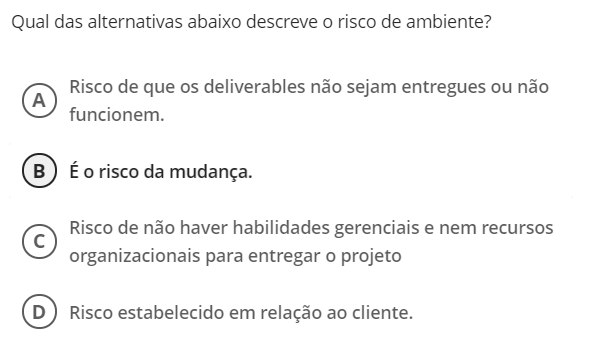 Qual das alternativas abaixo descreve o risco de ambiente?
A
Risco de que os deliverables não sejam entregues ou não
funcionem.
B
É o risco da mudança.
C
Risco de não haver habilidades gerenciais e nem recursos
organizacionais para entregar o projeto
D
Risco estabelecido em relação ao cliente.